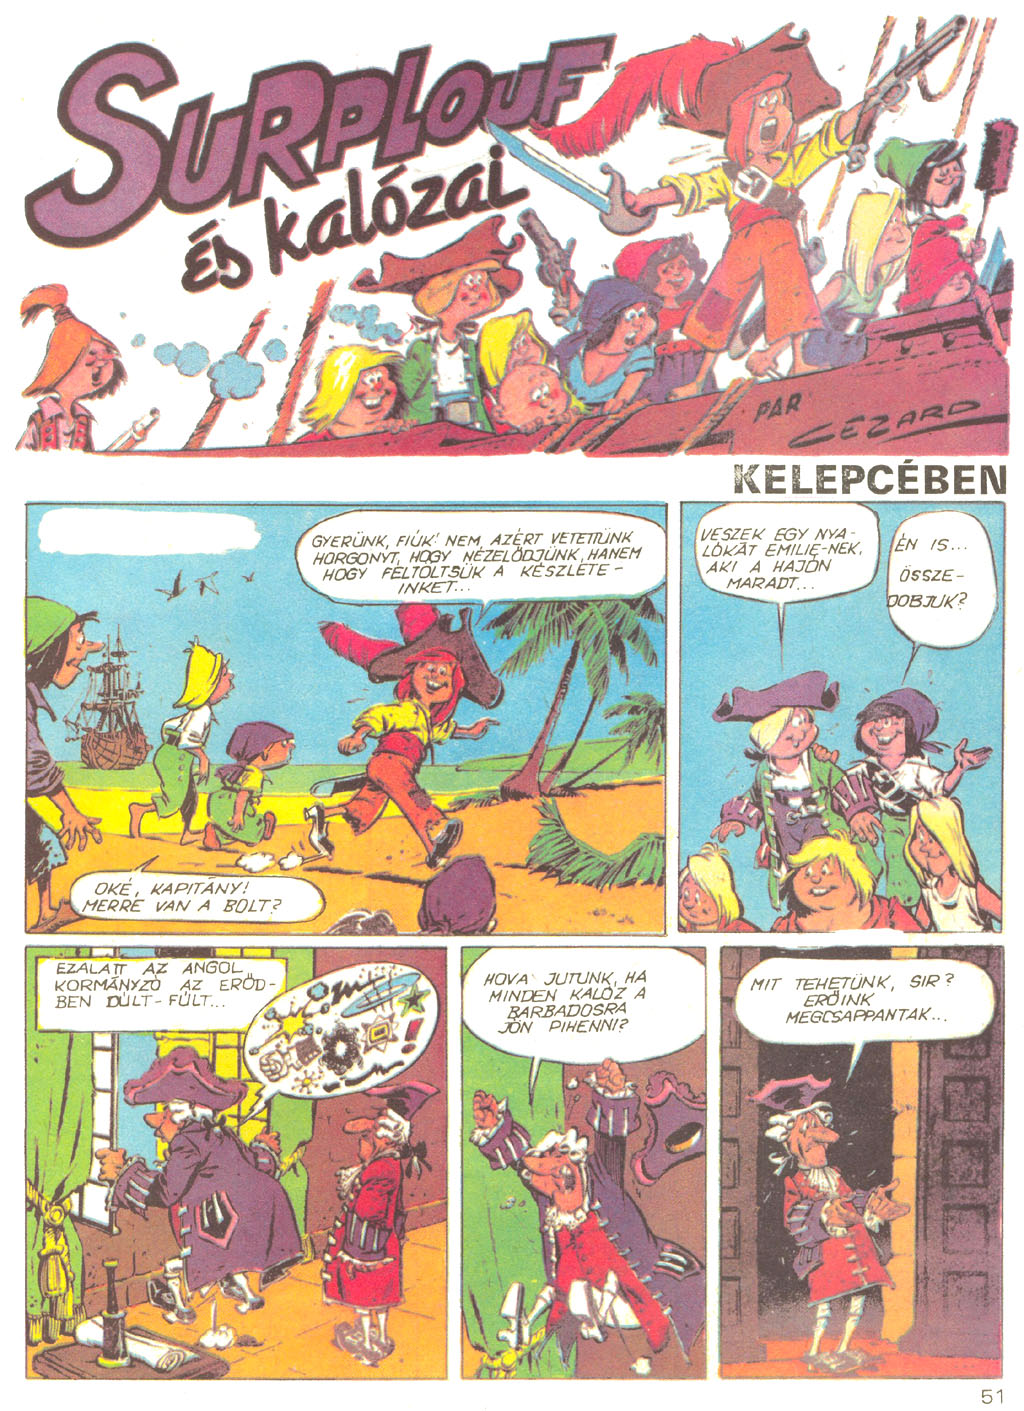 SURPLOUF
és kalózai
PAR
CÉZARD
KELEPCÉBEN
GYERÜNK, FIÚK! NEM AZÉRT VETETTÜNK
HORGONYT, HOGY NÉZELŐDJÜNK, HANEM
HOGY FELTÖLTSÜK A KÉSZLETE-
INKET...
OKÉ, KAPITÁNY!
MERRE VAN A BOLT?
VESZEK EGY NYA-
LÓKÁT EMILIE-NEK,
AKI A HAJÓN
MARADT...
ÉN IS...
ÖSSZE-
DOBJUK?
EZALATT AZ ANGOL
KORMÁNYZÓ AZ ERŐD-
BEN DÚLT-FÚLT...
HOVA JUTUNK, HA
MINDEN KALÓZ A
BARBADOSRA
JÖN PIHENNI?
MIT TEHETÜNK, SIR?
ERŐINK
MEGCSAPPANTAK...
51